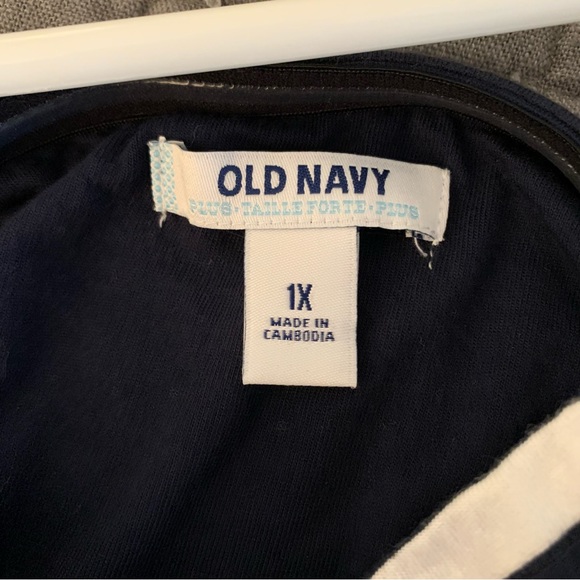 OLD NAVY
PLUS·TAILLE FORTE·PLUS
1X
MADE IN
CAMBODIA